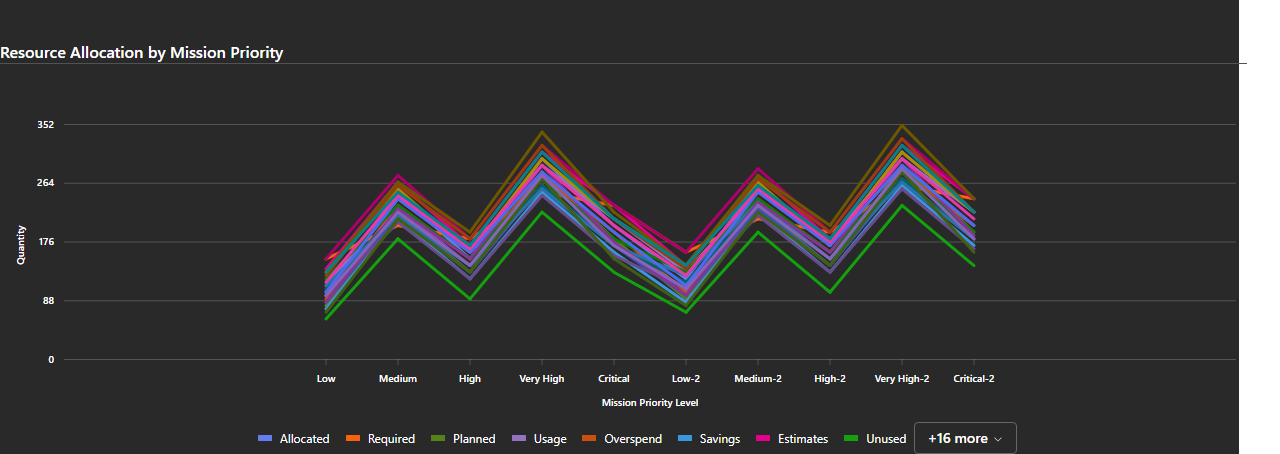 Resource Allocation by Mission Priority
352
264
176
88
0
Quantity
Low Medium High Very High Critical Low-2 Medium-2 High-2 Very High-2 Critical-2
Mission Priority Level
Allocated Required Planned Usage Overspend Savings Estimates Unused +16 more